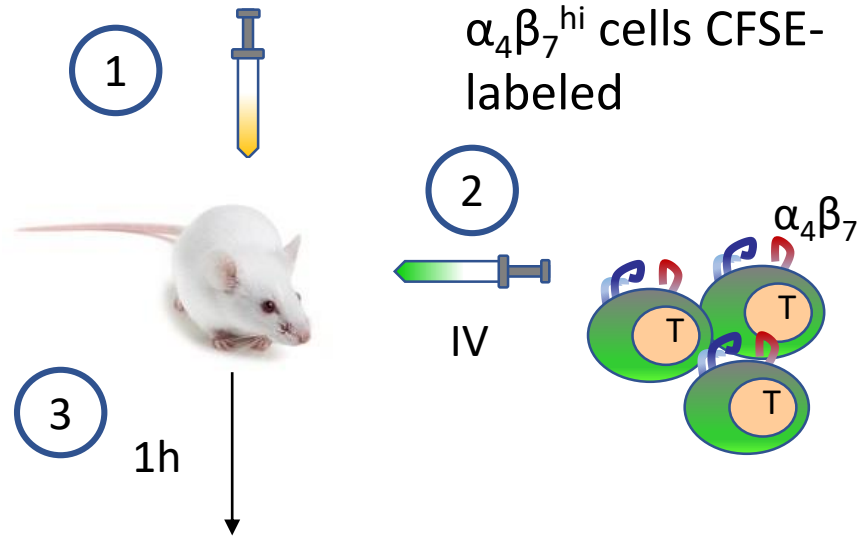 1
α₄β₇ʰⁱ cells CFSE-
labeled
2
α₄β₇
T
T
IV
T
3
1h